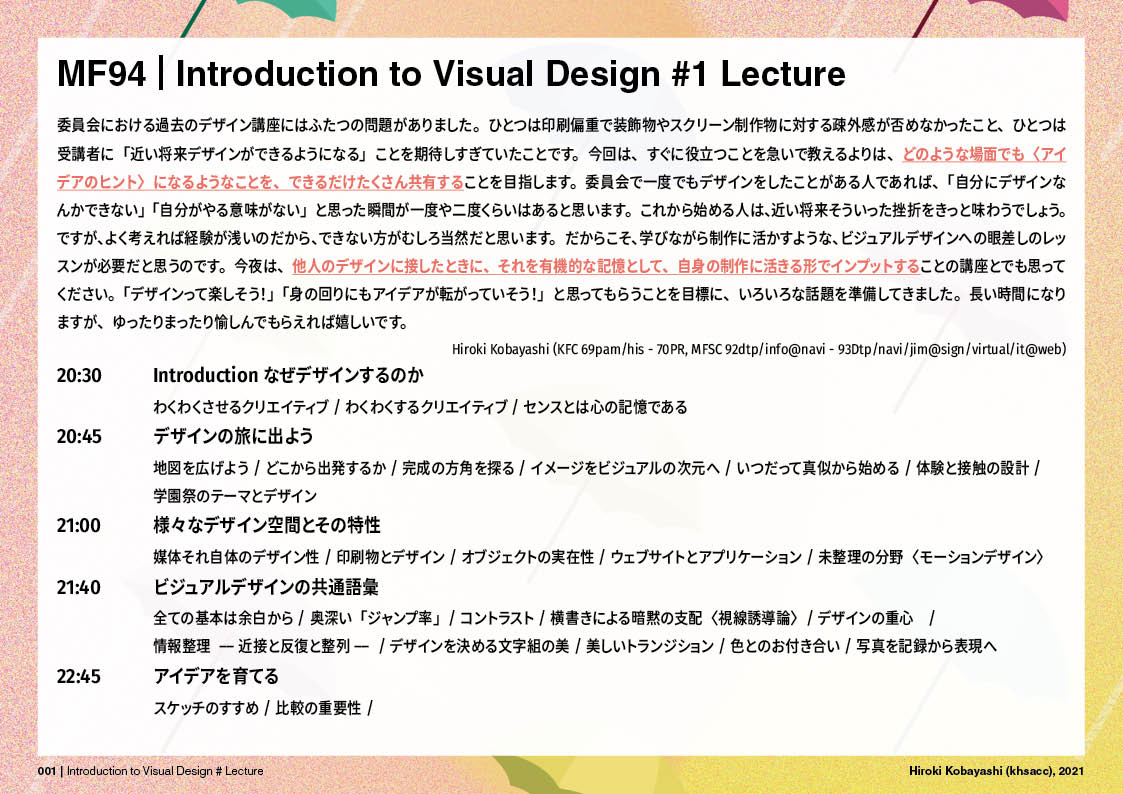 MF94 | Introduction to Visual Design #1 Lecture
委員会における過去のデザイン講座にはふたつの問題がありました。ひとつは印刷偏重で装飾物やスクリーン制作物に対する疎外感が否めなかったこと、ひとつは
受講者に「近い将来デザインができるようになる」ことを期待しすぎていたことです。今回は、すぐに役立つことを急いで教えるよりは、どのような場面でも〈アイ
デアのヒント〉になるようなことを、できるだけたくさん共有することを目指します。委員会で一度でもデザインをしたことがある人であれば、「自分にデザインな
んかできない」「自分がやる意味がない」と思った瞬間が一度や二度くらいはあると思います。これから始める人は、近い将来そういった挫折をきっと味わうでしょう。
ですが、よく考えれば経験が浅いのだから、できない方がむしろ当然だと思います。だからこそ、学びながら制作に活かすような、ビジュアルデザインへの眼差しのレッ
スンが必要だと思うのです。今夜は、他人のデザインに接したときに、それを有機的な記憶として、自身の制作に活きる形でインプットすることの講座とでも思って
ください。「デザインって楽しそう！」「身の回りにもアイデアが転がっていそう！」と思ってもらうことを目標に、いろいろな話題を準備してきました。長い時間になり
ますが、ゆったりまったり愉しんでもらえれば嬉しいです。
Hiroki Kobayashi (KFC 69pam/his - 70PR, MFSC 92dtp/info@navi - 93Dtp/navi/jim@sign/virtual/it@web)
20:30 Introduction なぜデザインするのか
わくわくさせるクリエイティブ / わくわくするクリエイティブ / センスとは心の記憶である
20:45 デザインの旅に出よう
地図を広げよう / どこから出発するか / 完成の方角を探る / イメージをビジュアルの次元へ / いつだって真似から始める / 体験と接触の設計 /
学園祭のテーマとデザイン
21:00 様々なデザイン空間とその特性
媒体それ自体のデザイン性 / 印刷物とデザイン / オブジェクトの実在性 / ウェブサイトとアプリケーション / 未整理の分野〈モーションデザイン〉
21:40 ビジュアルデザインの共通語彙
全ての基本は余白から / 奥深い「ジャンプ率」 / コントラスト / 横書きによる暗黙の支配〈視線誘導論〉 / デザインの重心 /
情報整理 ―近接と反復と整列― / デザインを決める文字組の美 / 美しいトランジション / 色とのお付き合い / 写真を記録から表現へ
22:45 アイデアを育てる
スケッチのすすめ / 比較の重要性 /
001 | Introduction to Visual Design # Lecture
Hiroki Kobayashi (khsacc), 2021